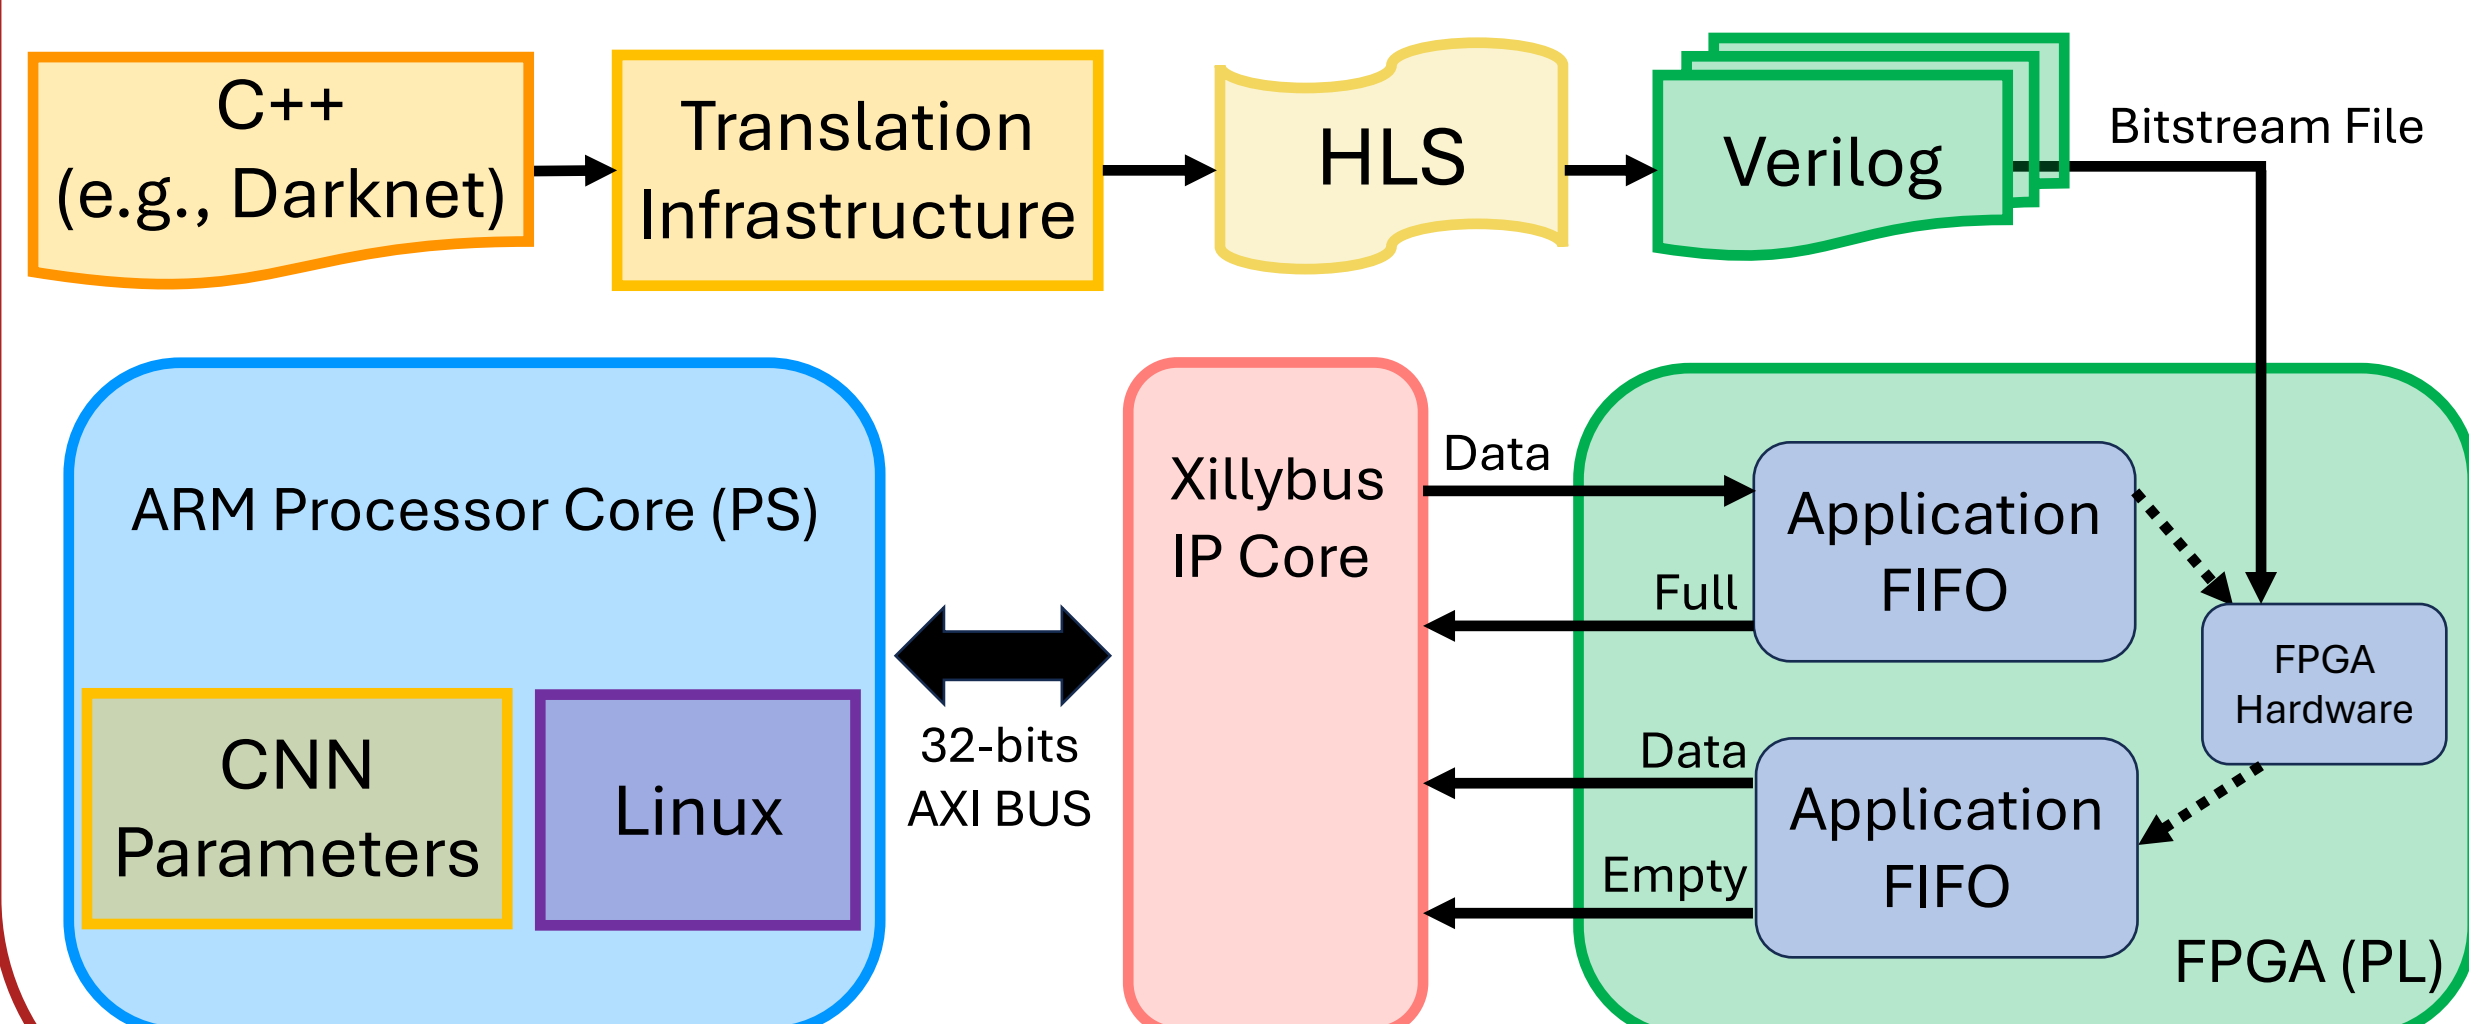 C++
(e.g., Darknet)
Translation
Infrastructure
HLS
Verilog
Bitstream File
ARM Processor Core (PS)
CNN
Parameters
Linux
32-bits
AXI BUS
Xillybus
IP Core
Data
Full
Data
Empty
Application
FIFO
Application
FIFO
FPGA
Hardware
FPGA (PL)